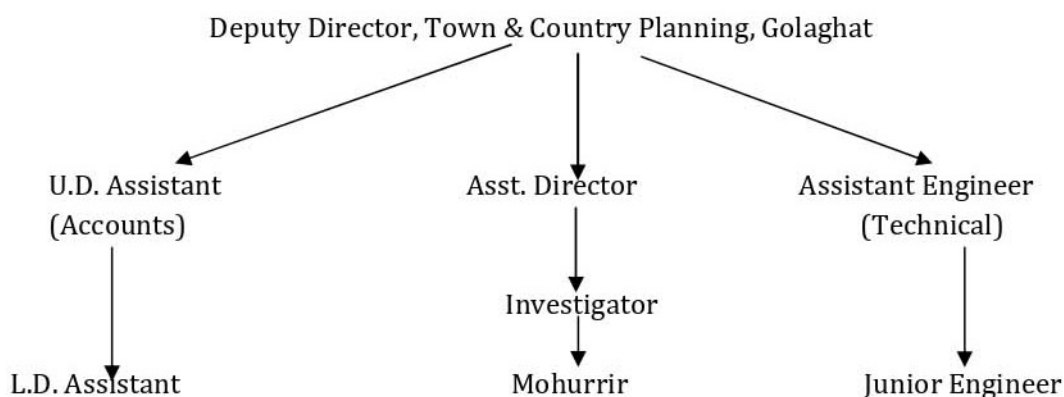 Deputy Director, Town & Country Planning, Golaghat
U.D. Assistant
(Accounts)
Asst. Director
Assistant Engineer
(Technical)
Investigator
L.D. Assistant
Mohurrir
Junior Engineer